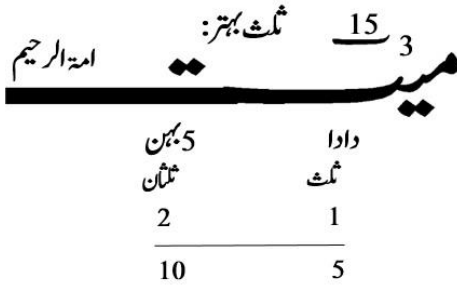 15 3 ثلث بہتر:
میت امۃ الرحیم
دادا 5بہن
ثلث ثلثان
1 2
5 10